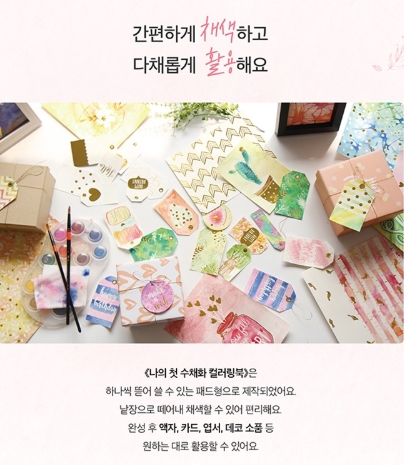 간편하게 채색하고
다채롭게 활용해요
《나의 첫 수채화 컬러링북》은
하나씩 뜯어 쓸 수 있는 패드형으로 제작되었어요.
낱장으로 떼어내 채색할 수 있어 편리해요.
완성 후 액자, 카드, 엽서, 데코 소품 등
원하는 대로 활용할 수 있어요.